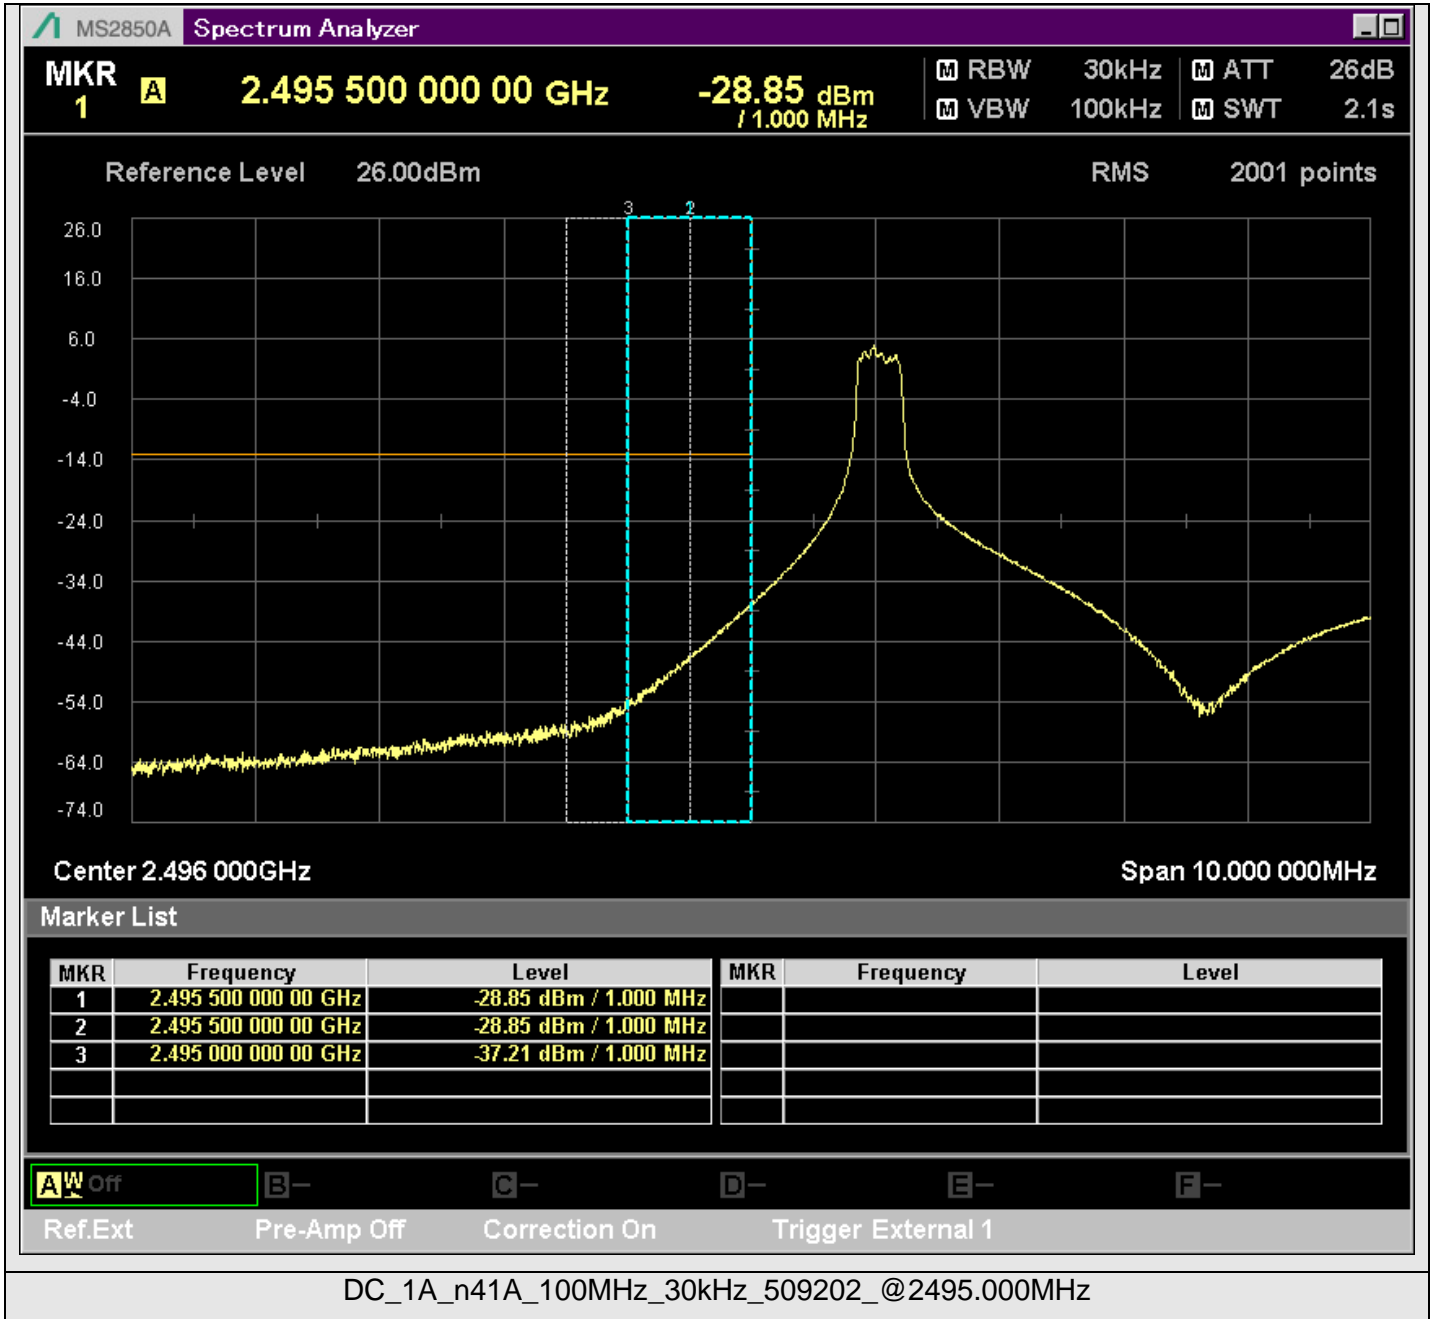 MS2850A Spectrum Analyzer
MKR 1 A 2.495 500 000 00 GHz -28.85 dBm / 1.000 MHz
M RBW 30kHz M ATT 26dB
M VBW 100kHz M SWT 2.1s
Reference Level 26.00dBm RMS 2001 points
3 2
26.0
16.0
6.0
-4.0
-14.0
-24.0
-34.0
-44.0
-54.0
-64.0
-74.0
Center 2.496 000GHz Span 10.000 000MHz
Marker List
MKR Frequency Level MKR Frequency Level
1 2.495 500 000 00 GHz -28.85 dBm / 1.000 MHz
2 2.495 500 000 00 GHz -28.85 dBm / 1.000 MHz
3 2.495 000 000 00 GHz -37.21 dBm / 1.000 MHz
A W Off B – C – D – E – F –
Ref.Ext Pre-Amp Off Correction On Trigger External 1
DC_1A_n41A_100MHz_30kHz_509202_@2495.000MHz